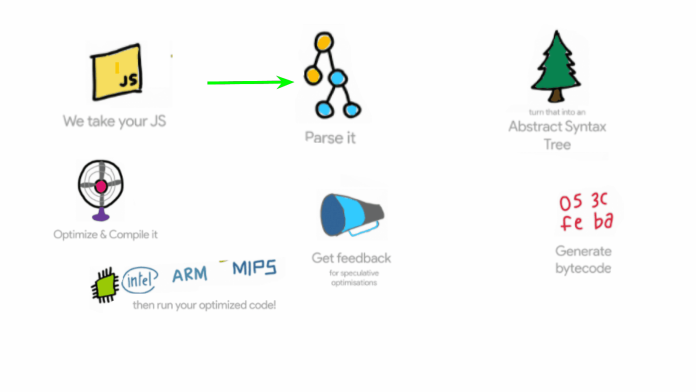 JS
We take your JS
Parse it
turn that into an
Abstract Syntax
Tree
Optimize & Compile it
Get feedback
for speculative
optimisations
05 3C
fe ba
Generate
bytecode
intel ARM MIPS
then run your optimized code!